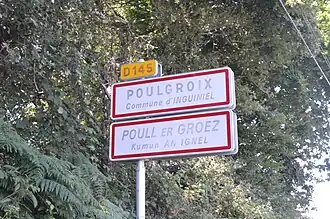 D145
POULGROIX
Commune d'INGUINIEL
POULL ER GROEZ
Kumun AN IGNEL